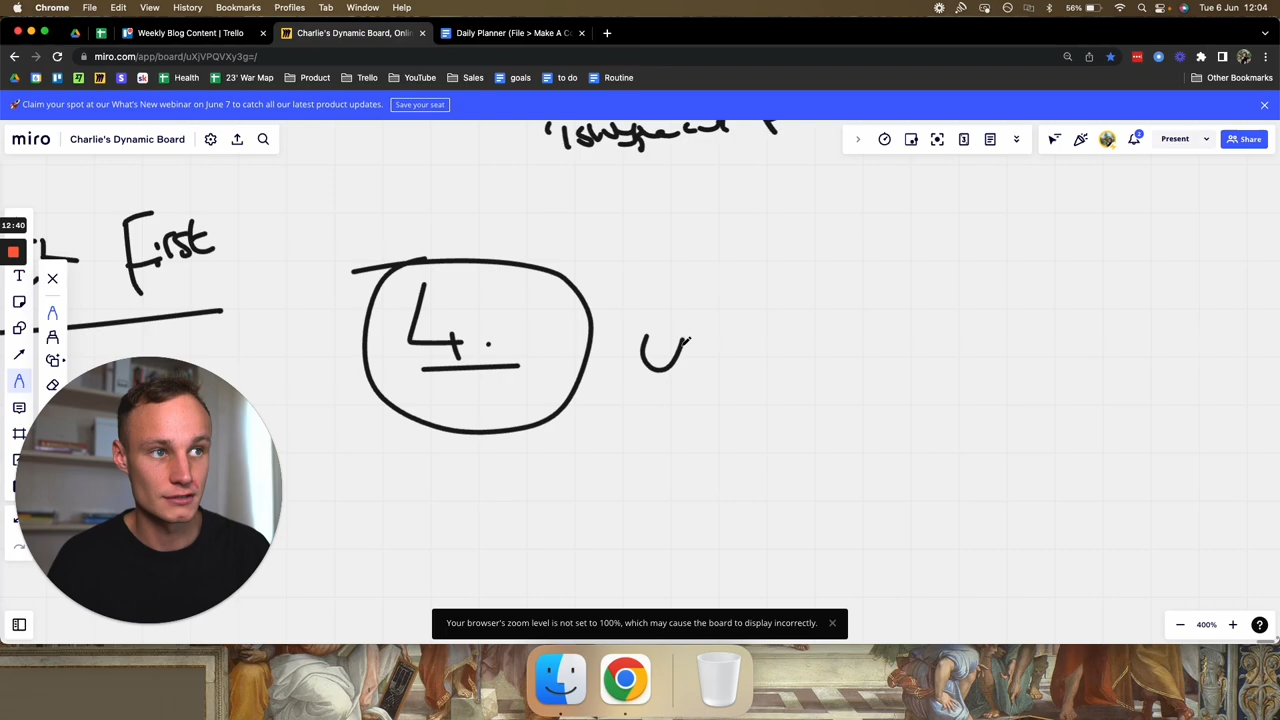 Chrome File Edit View History Bookmarks Profiles Tab Window Help 56% Tue 6 Jun 12:04
Weekly Blog Content | Trello Charlie's Dynamic Board, Onlin Daily Planner (File > Make A C
miro.com/app/board/uXjVPQVXy3g=/
Health 23' War Map Product Trello YouTube Sales goals to do Routine Other Bookmarks
🚀 Claim your spot at our What's New webinar on June 7 to catch all our latest product updates. Save your seat
miro Charlie's Dynamic Board 3 2 Present Share
12:40
First
4.
U
Your browser's zoom level is not set to 100%, which may cause the board to display incorrectly.
− 400% + ?